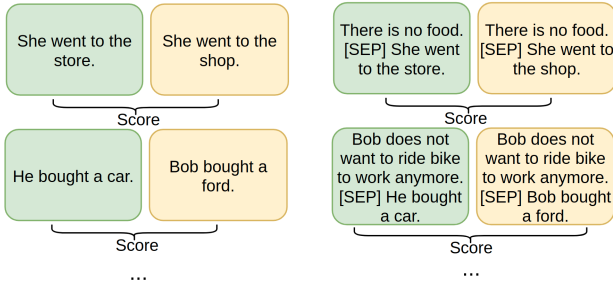 She went to the
store.
She went to the
shop.
Score
He bought a car.
Bob bought a
ford.
Score
...
There is no food.
[SEP] She went
to the store.
There is no food.
[SEP] She went to
the shop.
Score
Bob does not
want to ride bike
to work anymore.
[SEP] He bought
a car.
Bob does not
want to ride bike
to work anymore.
[SEP] Bob bought
a ford.
Score
...